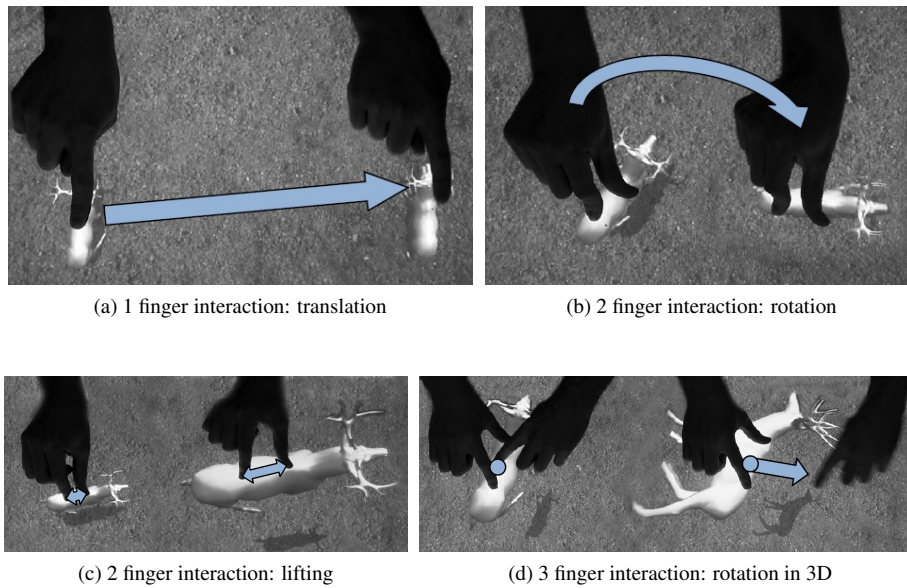 (a) 1 finger interaction: translation
(b) 2 finger interaction: rotation
(c) 2 finger interaction: lifting
(d) 3 finger interaction: rotation in 3D